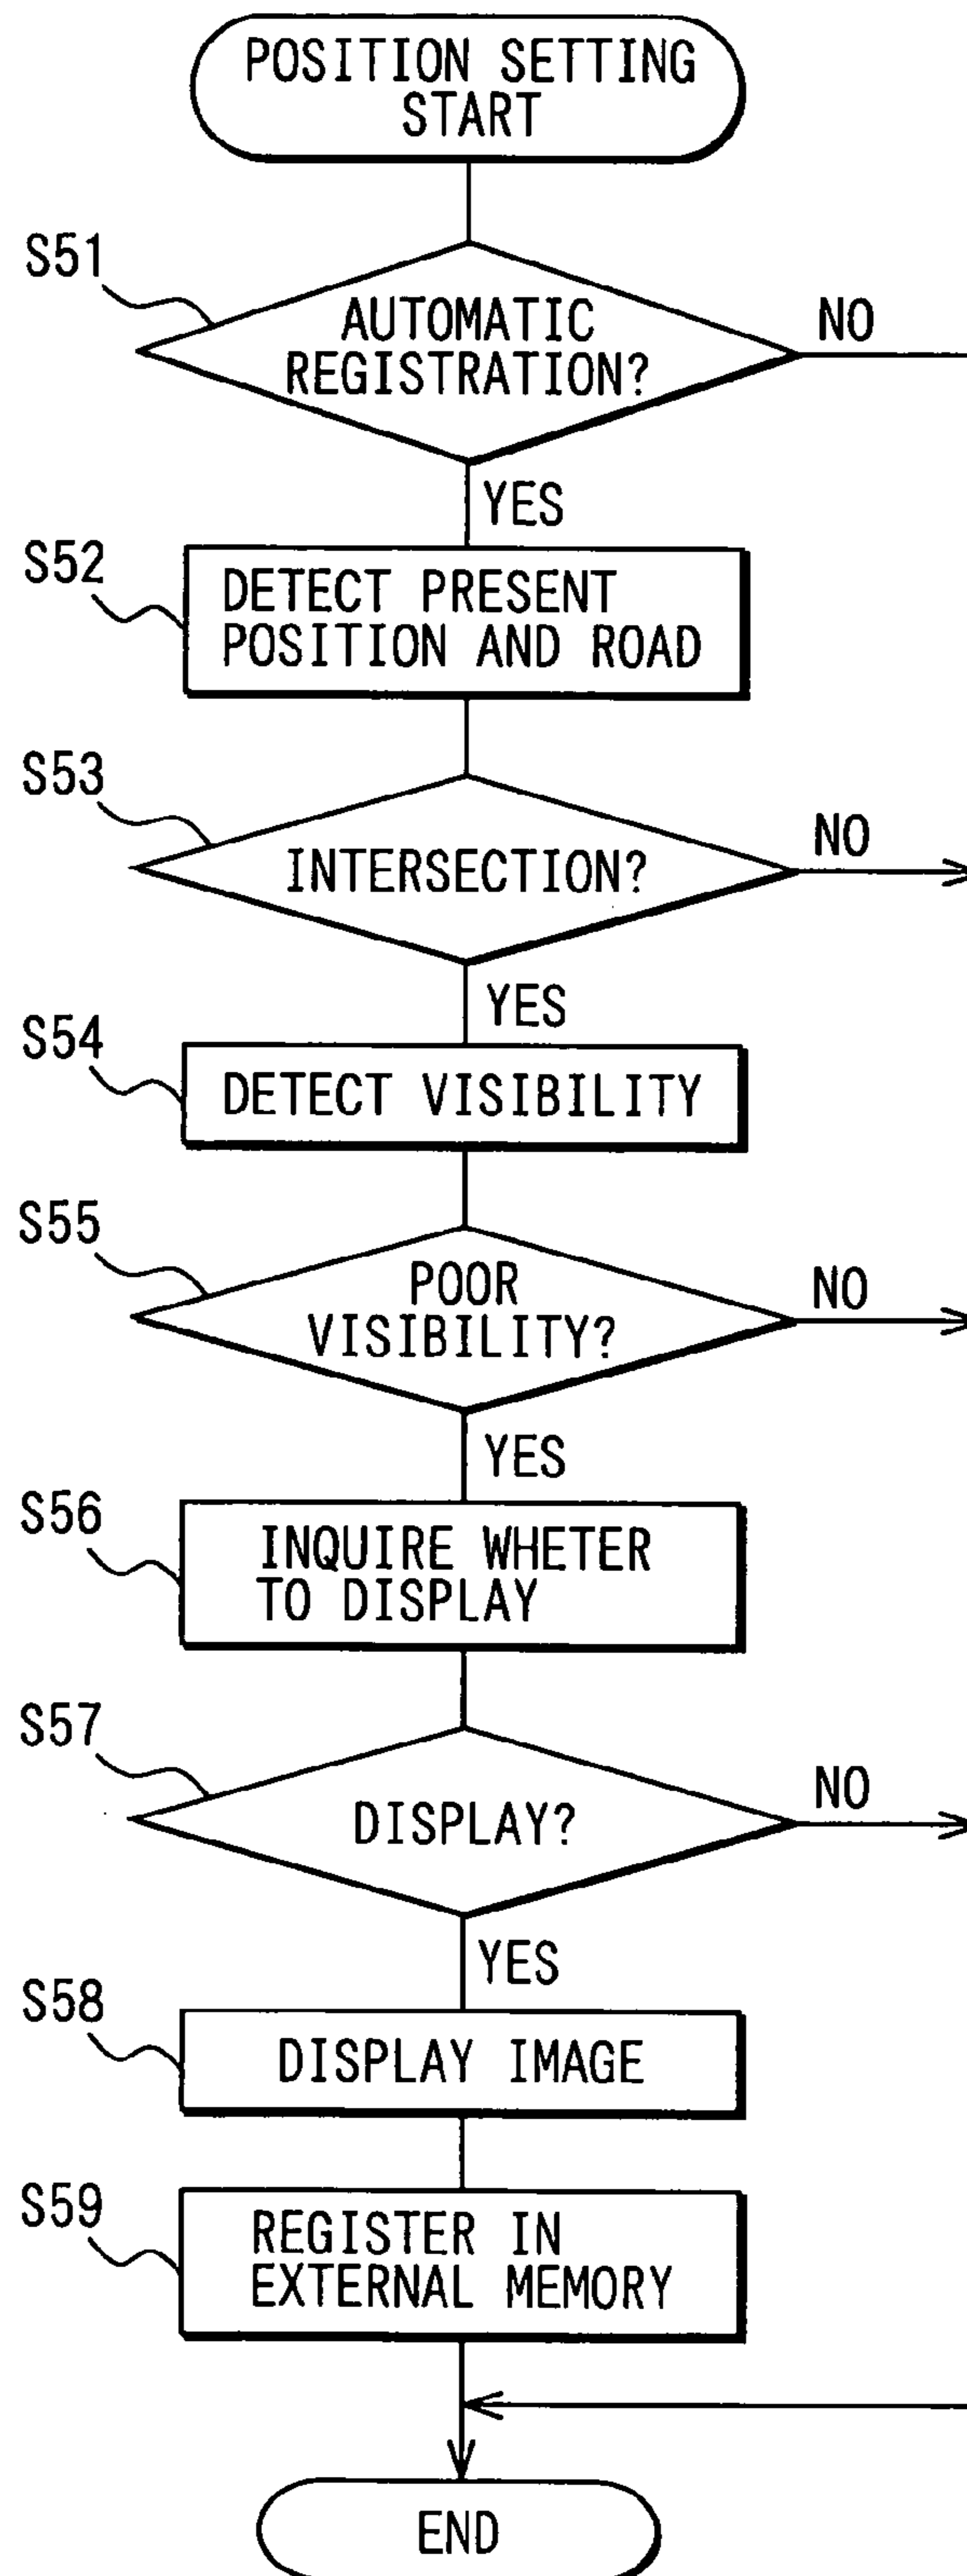 POSITION SETTING
START
S51
AUTOMATIC
REGISTRATION?
NO
YES
S52
DETECT PRESENT
POSITION AND ROAD
S53
INTERSECTION?
NO
YES
S54
DETECT VISIBILITY
S55
POOR
VISIBILITY?
NO
YES
S56
INQUIRE WHETER
TO DISPLAY
S57
DISPLAY?
NO
YES
S58
DISPLAY IMAGE
S59
REGISTER IN
EXTERNAL MEMORY
END